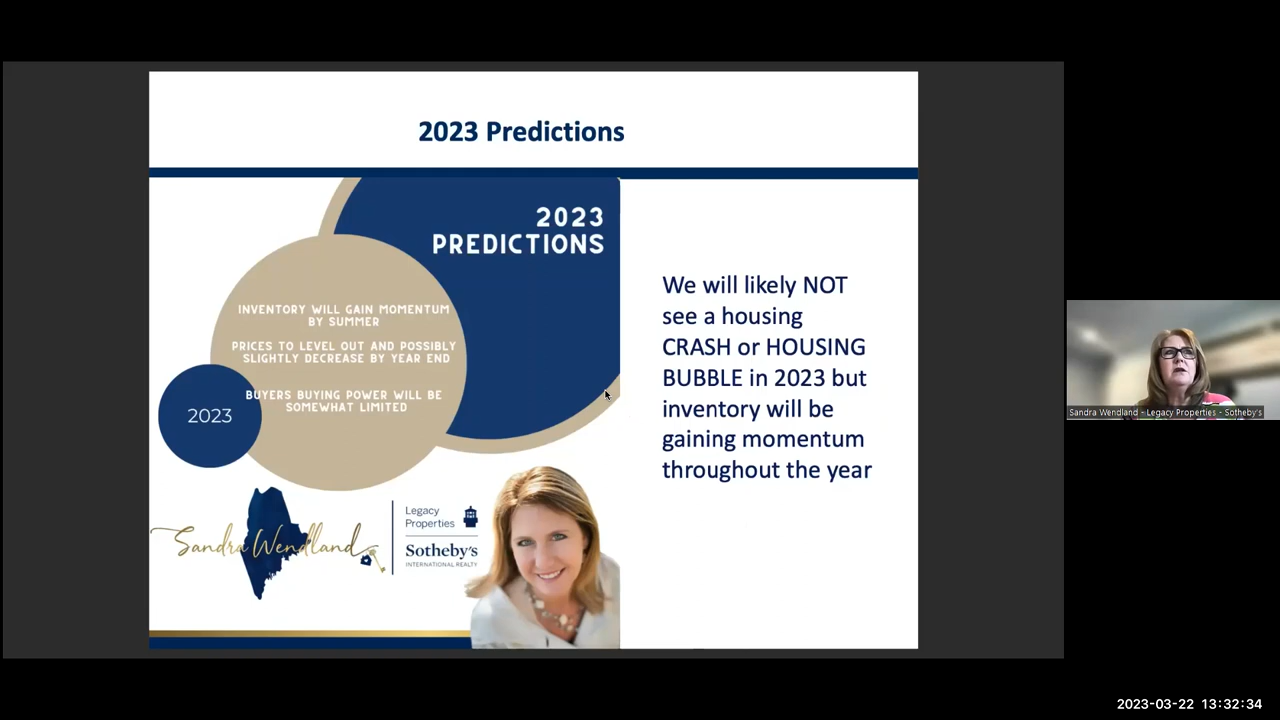 2023 Predictions
2023
PREDICTIONS
INVENTORY WILL GAIN MOMENTUM
BY SUMMER
PRICES TO LEVEL OUT AND POSSIBLY
SLIGHTLY DECREASE BY YEAR END
BUYERS BUYING POWER WILL BE
SOMEWHAT LIMITED
2023
We will likely NOT
see a housing
CRASH or HOUSING
BUBBLE in 2023 but
inventory will be
gaining momentum
throughout the year
Sandra Wendland
Legacy
Properties
Sotheby's
INTERNATIONAL REALTY
Sandra Wendland - Legacy Properties - Sotheby's
2023-03-22 13:32:34